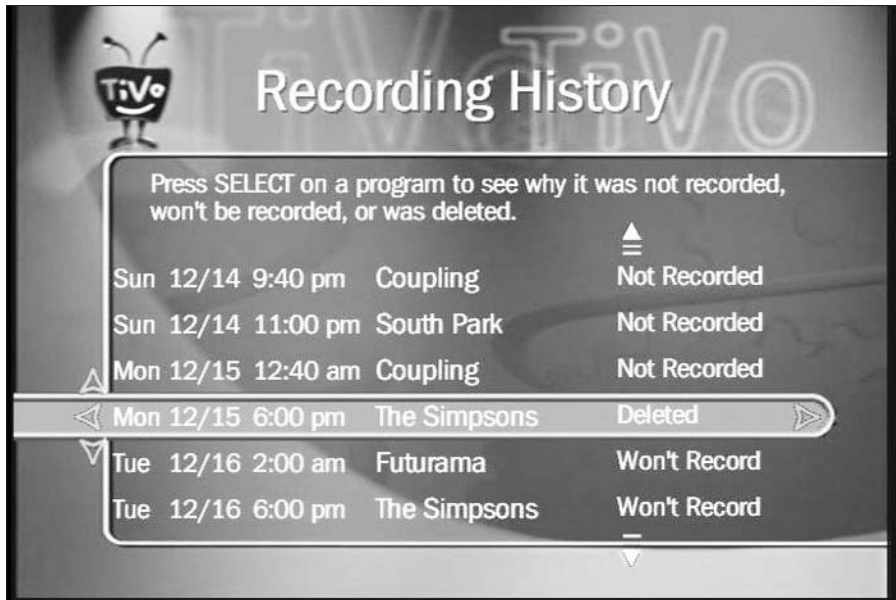 TiVo
TiVo
TiVo
Recording History
Press SELECT on a program to see why it was not recorded,
won't be recorded, or was deleted.
Sun 12/14 9:40 pm Coupling Not Recorded
Sun 12/14 11:00 pm South Park Not Recorded
Mon 12/15 12:40 am Coupling Not Recorded
Mon 12/15 6:00 pm The Simpsons Deleted
Tue 12/16 2:00 am Futurama Won't Record
Tue 12/16 6:00 pm The Simpsons Won't Record